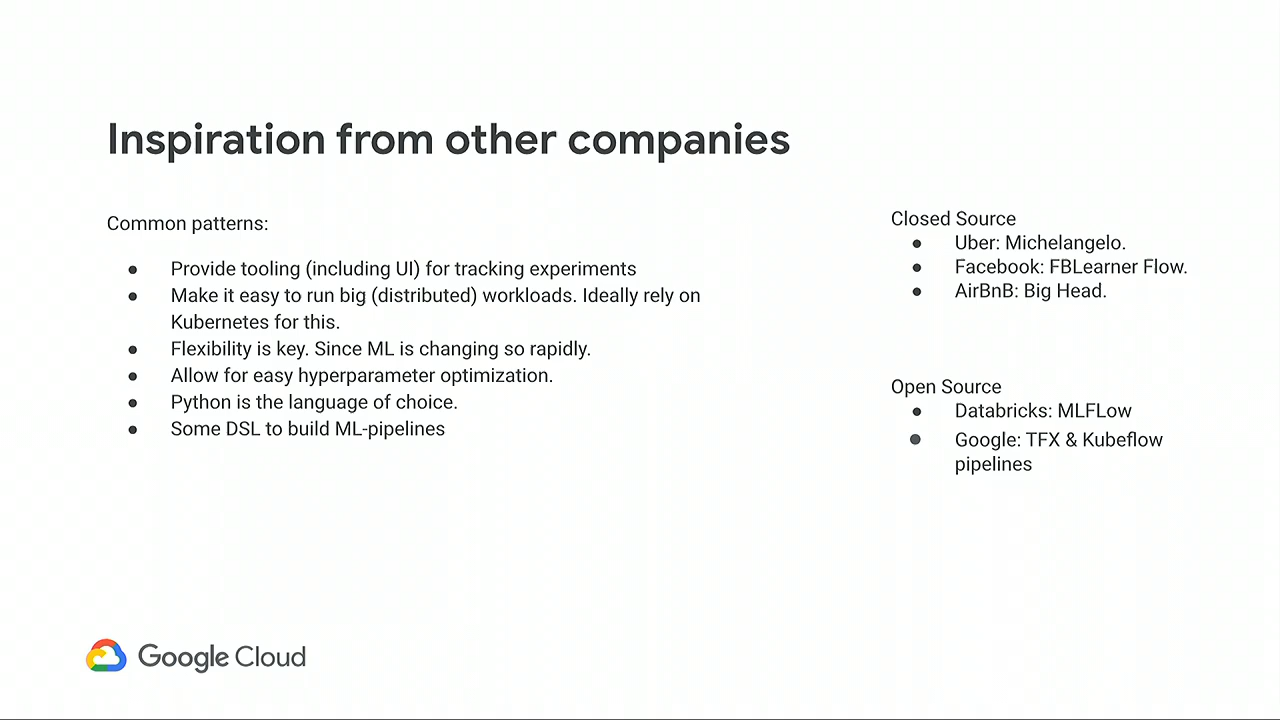 Inspiration from other companies
Common patterns:
● Provide tooling (including UI) for tracking experiments
● Make it easy to run big (distributed) workloads. Ideally rely on
Kubernetes for this.
● Flexibility is key. Since ML is changing so rapidly.
● Allow for easy hyperparameter optimization.
● Python is the language of choice.
● Some DSL to build ML-pipelines
Closed Source
● Uber: Michelangelo.
● Facebook: FBLearner Flow.
● AirBnB: Big Head.
Open Source
● Databricks: MLFLow
● Google: TFX & Kubeflow
pipelines
Google Cloud